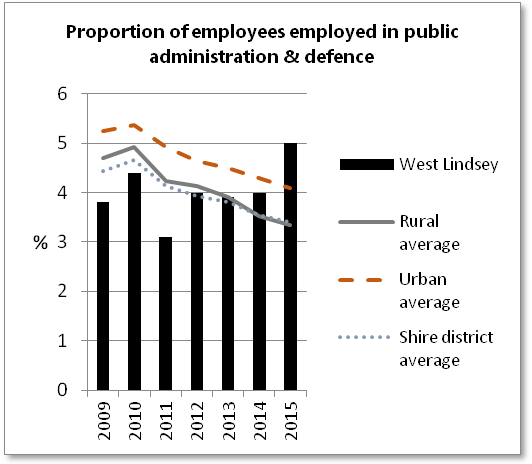 Proportion of employees employed in public
administration & defence
6
5
4
3
2
1
0
%
2009
2010
2011
2012
2013
2014
2015
West Lindsey
Rural
average
Urban
average
Shire district
average